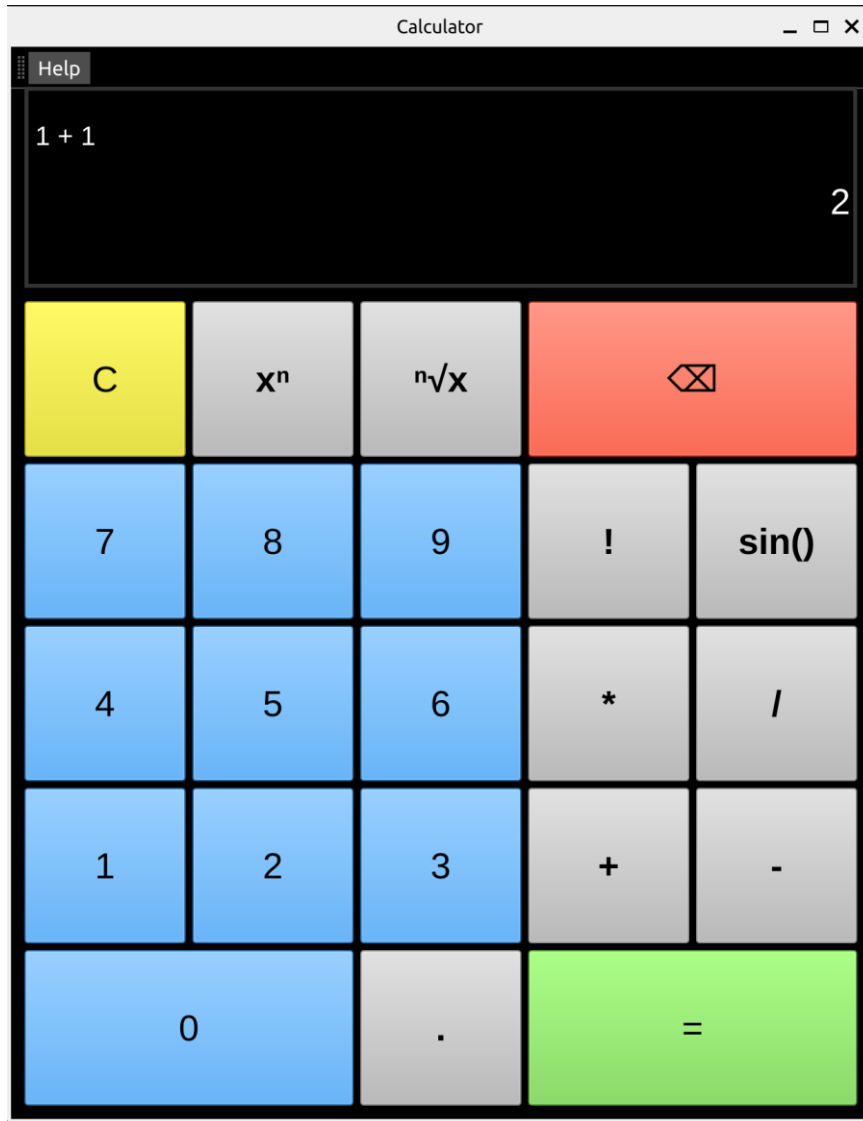 Calculator
Help
1 + 1
2
C xⁿ ⁿ√x ⌫
7 8 9 ! sin()
4 5 6 * /
1 2 3 + -
0 . =